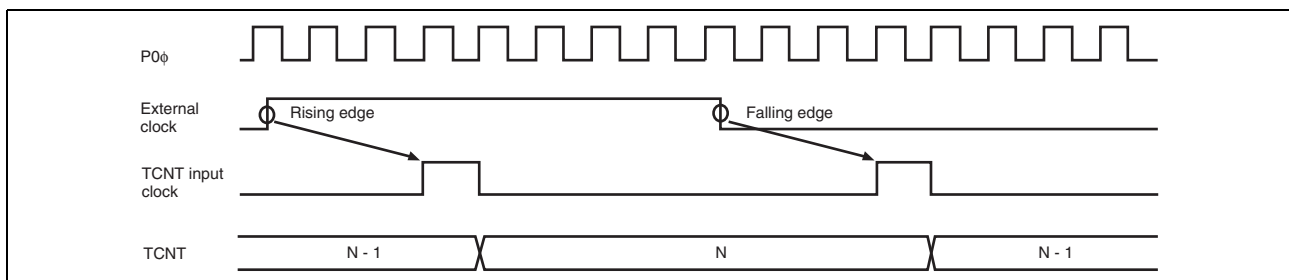 P0ϕ
External
clock
Rising edge
Falling edge
TCNT input
clock
TCNT
N - 1
N
N - 1